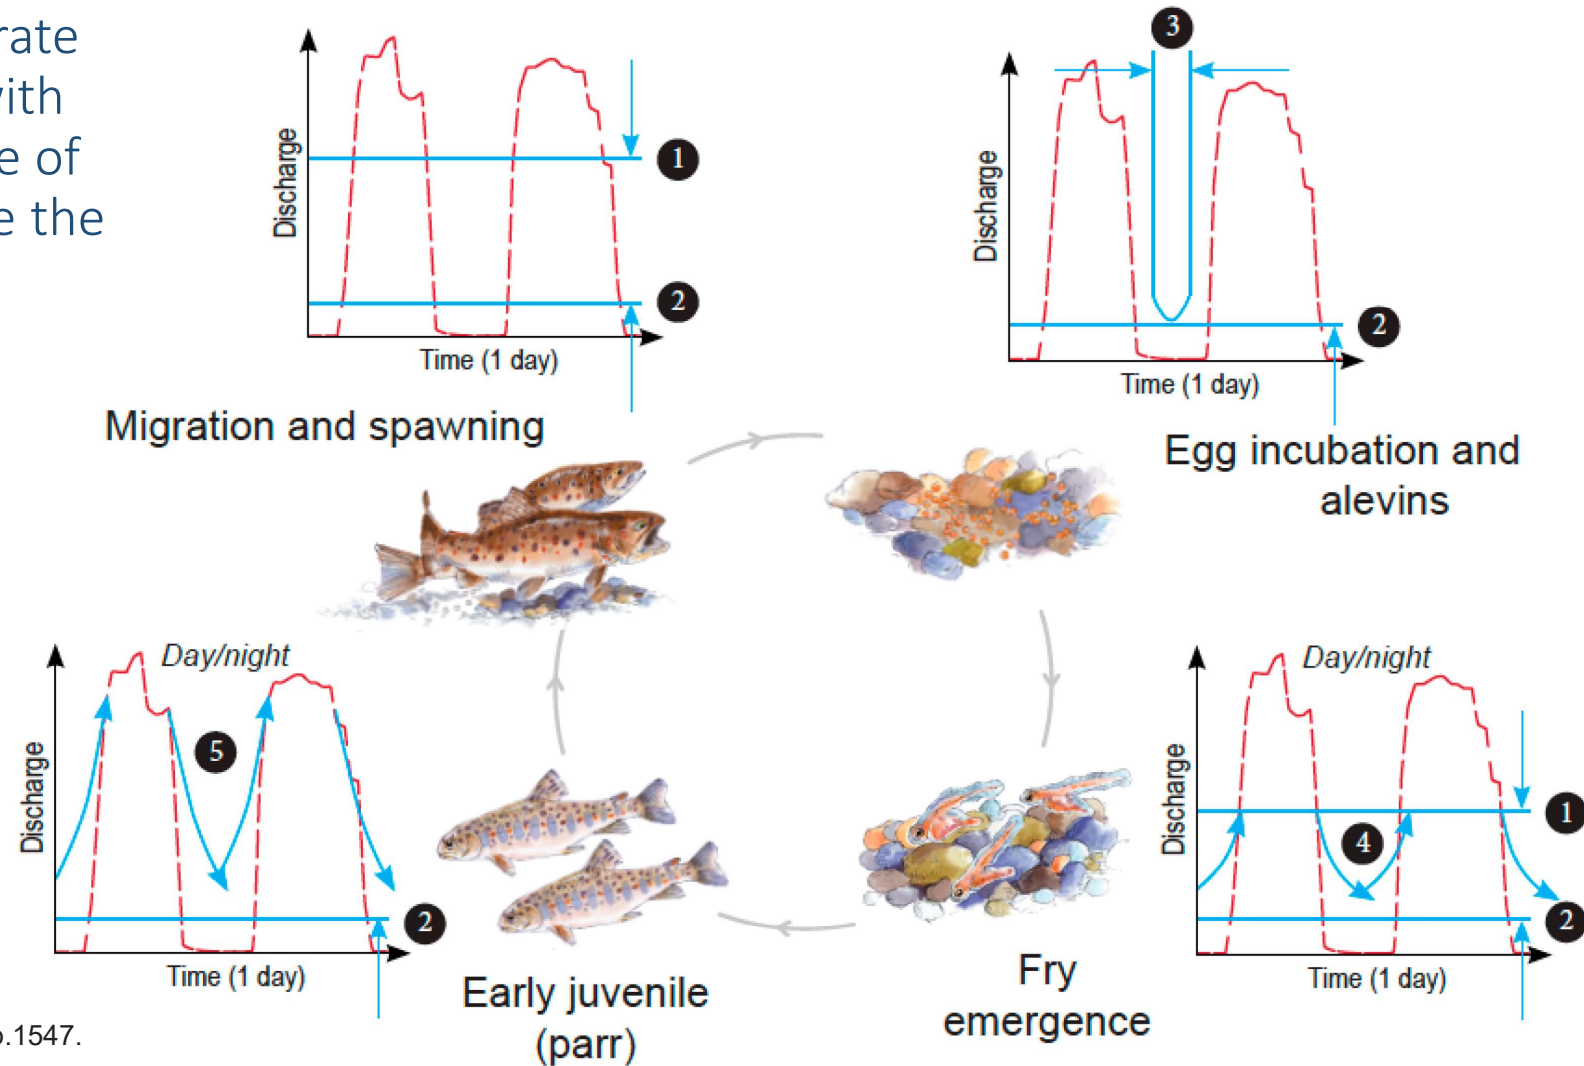 rate
with
e of
e the
Discharge
1
2
Time (1 day)
Migration and spawning
3
Discharge
2
Time (1 day)
Egg incubation and
alevins
Day/night
5
Discharge
2
Time (1 day)
Early juvenile
(parr)
Day/night
Discharge
1
4
2
Time (1 day)
Fry
emergence
.1547.